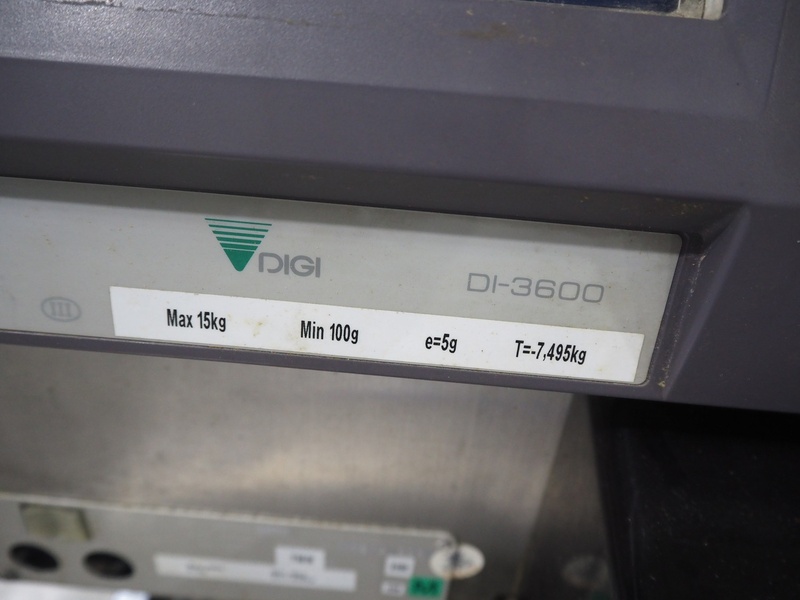 DIGI
DI-3600
III
Max 15kg Min 100g e=5g T=-7,495kg
M